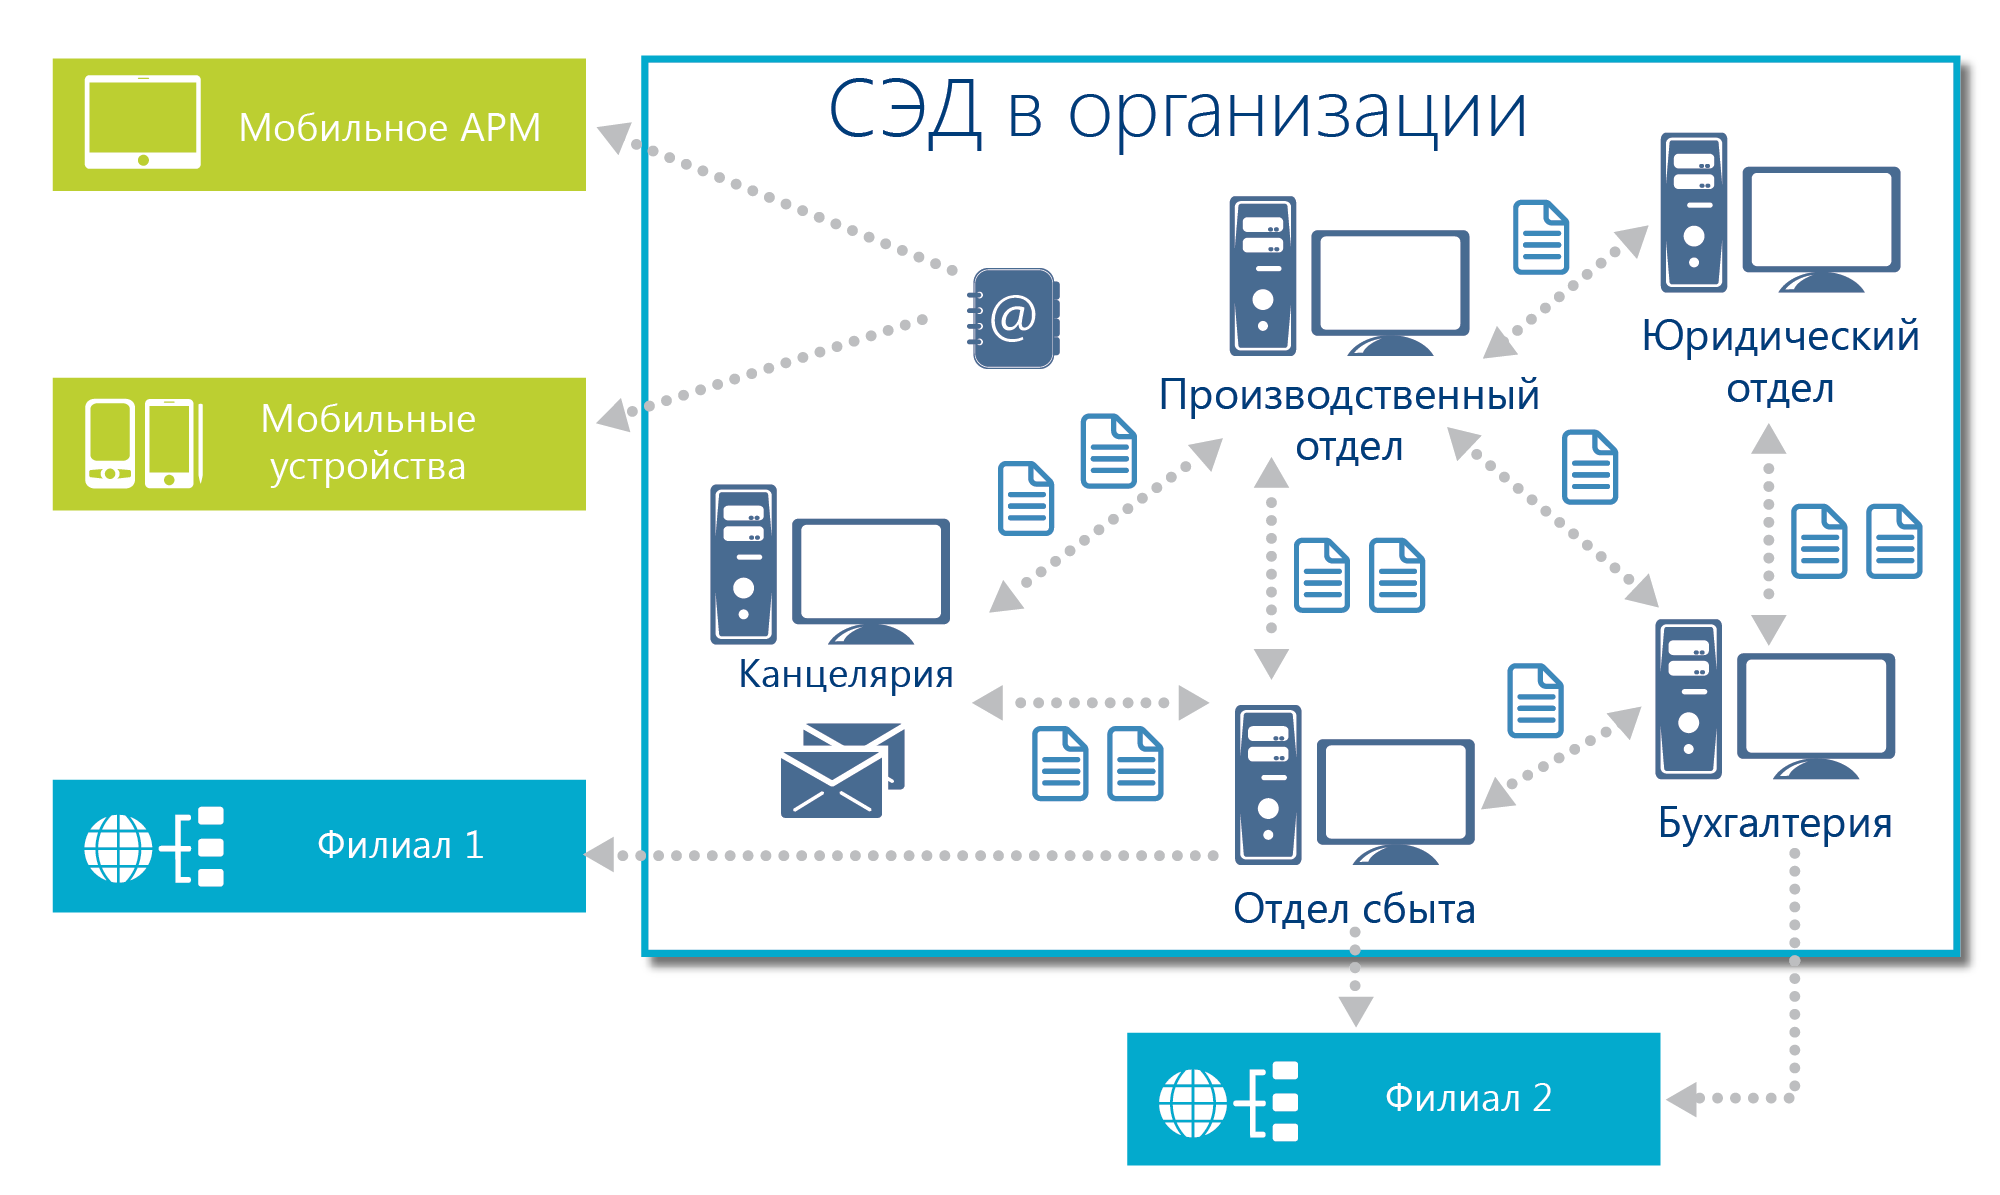 СЭД в организации
Мобильное АРМ
@
Юридический
отдел
Производственный
отдел
Мобильные
устройства
Канцелярия
Бухгалтерия
Филиал 1
Отдел сбыта
Филиал 2